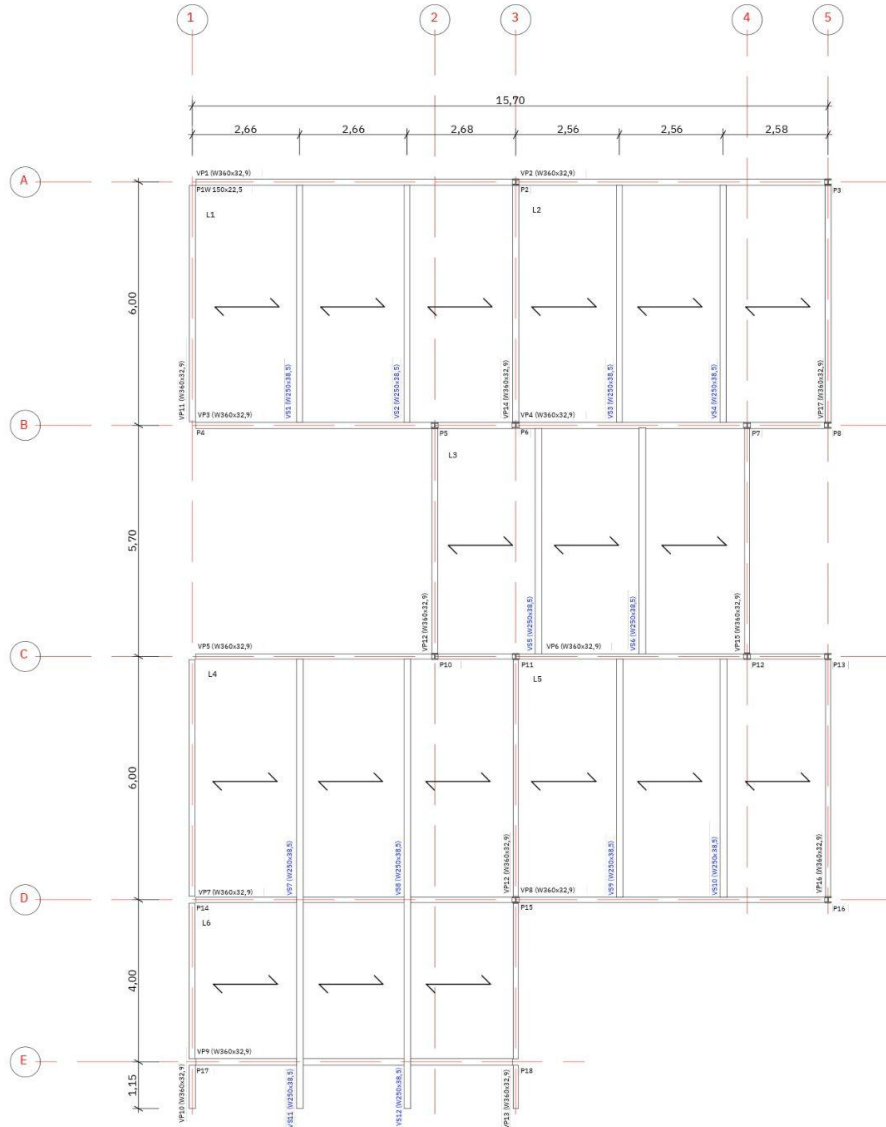 1 2 3 4 5
15,70
2,66 2,66 2,68 2,56 2,56 2,58
VP1 (W360x32,9) VP2 (W360x32,9)
A
P1W 150x22,5 P2 P3
L1 L2
6,00
VP11 (W360x32,9) VS1 (W250x38,5) VS2 (W250x38,5) VP14 (W360x32,9) VS3 (W250x38,5) VS4 (W250x38,5) VP17 (W360x32,9)
VP3 (W360x32,9) VP4 (W360x32,9)
B
P4 P5 P6 P7 P8
L3
5,70
VP12 (W360x32,9) VS5 (W250x38,5) VS6 (W250x38,5) VP15 (W360x32,9)
VP5 (W360x32,9) VP6 (W360x32,9)
C
P10 P11 P12 P13
L4 L5
6,00
VS7 (W250x38,5) VS8 (W250x38,5) VP12 (W360x32,9) VS9 (W250x38,5) VS10 (W250x38,5) VP16 (W360x32,9)
VP7 (W360x32,9) VP8 (W360x32,9)
D
P14 P15 P16
L6
4,00
VP9 (W360x32,9)
E
P17 P18
1,15
VP10 (W360x32,9) VS11 (W250x38,5) VS12 (W250x38,5) VP13 (W360x32,9)